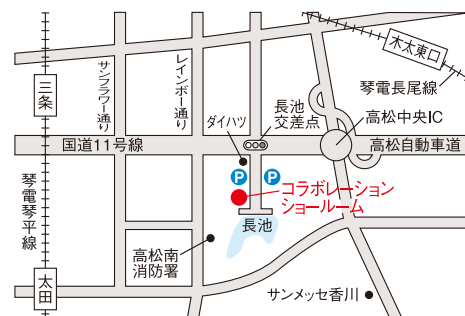 木太東口
琴電長尾線
三条
サンフラワー通り
レインボー通り
長池
交差点
ダイハツ
高松中央IC
国道11号線
高松自動車道
P
P
コラボレーション
ショールーム
琴電琴平線
長池
高松南
消防署
太田
サンメッセ香川